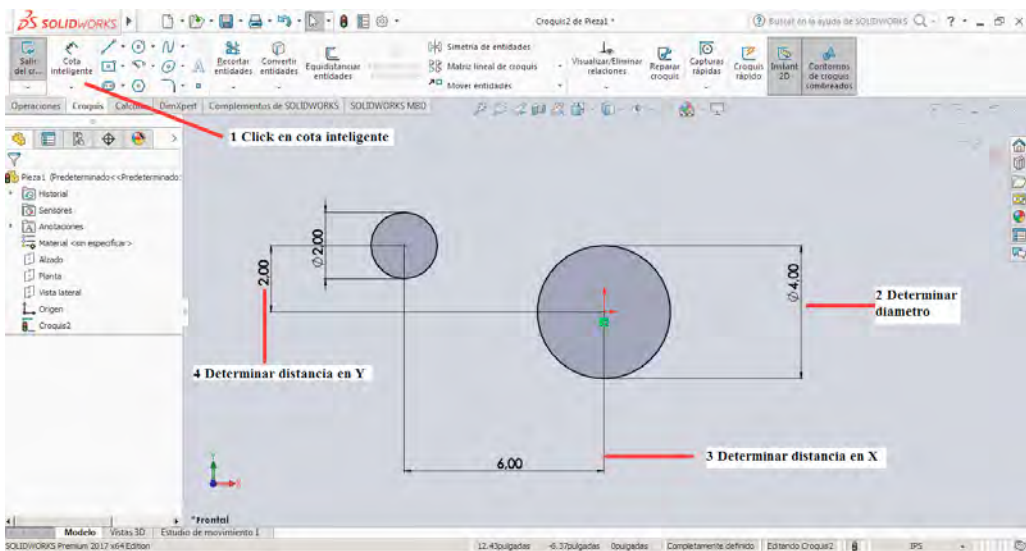 SOLIDWORKS
Croquis2 de Pieza1 *
Buscar en la ayuda de SOLIDWORKS
Salir del cr...
Cota inteligente
Recortar entidades
Convertir entidades
Equidistanciar entidades
Simetría de entidades
Matriz lineal de croquis
Mover entidades
Visualizar/Eliminar relaciones
Reparar croquis
Capturas rápidas
Croquis rápido
Instant 2D
Contornos de croquis sombreados
Operaciones
Croquis
DimXpert
Complementos de SOLIDWORKS
SOLIDWORKS MBD
1 Click en cota inteligente
Pieza1 (Predeterminado<<Predeterminado:
Historial
Sensores
Anotaciones
Material <sin especificar>
Alzado
Planta
Vista lateral
Origen
Croquis2
∅2,00
2,00
∅4,00
2 Determinar
diametro
4 Determinar distancia en Y
3 Determinar distancia en X
6,00
Y
*Frontal
Modelo
Vistas 3D
Estudio de movimiento 1
SOLIDWORKS Premium 2017 x64 Edition
12.43pulgadas
-6.57pulgadas
0pulgadas
Completamente definido
Editando Croquis2
IPS